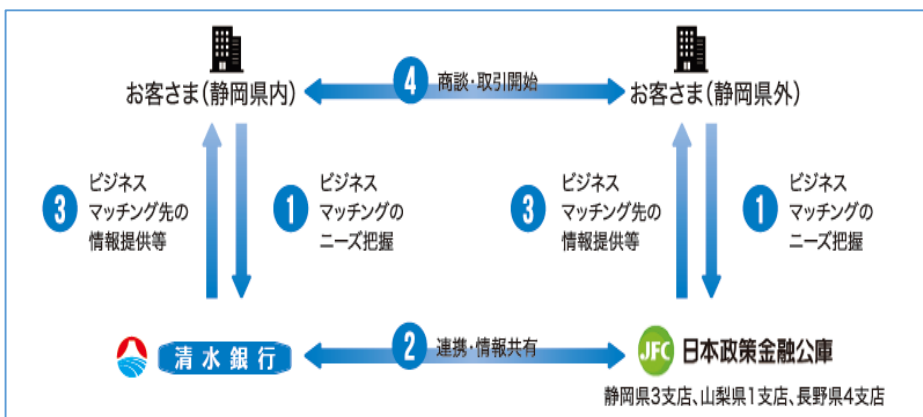 お客さま(静岡県内)
4 商談・取引開始
お客さま(静岡県外)
3 ビジネス
マッチング先の
情報提供等
1 ビジネス
マッチングの
ニーズ把握
3 ビジネス
マッチング先の
情報提供等
1 ビジネス
マッチングの
ニーズ把握
清水銀行
2 連携・情報共有
JFC 日本政策金融公庫
静岡県3支店、山梨県1支店、長野県4支店